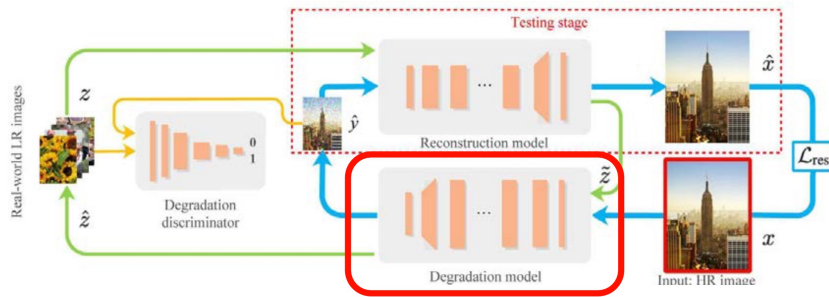 Testing stage
Real-world LR images
z
ŷ
...
x̂
0
1
Reconstruction model
ℒres
Degradation
discriminator
ẑ
z̃
...
x
Degradation model
Input: HR image